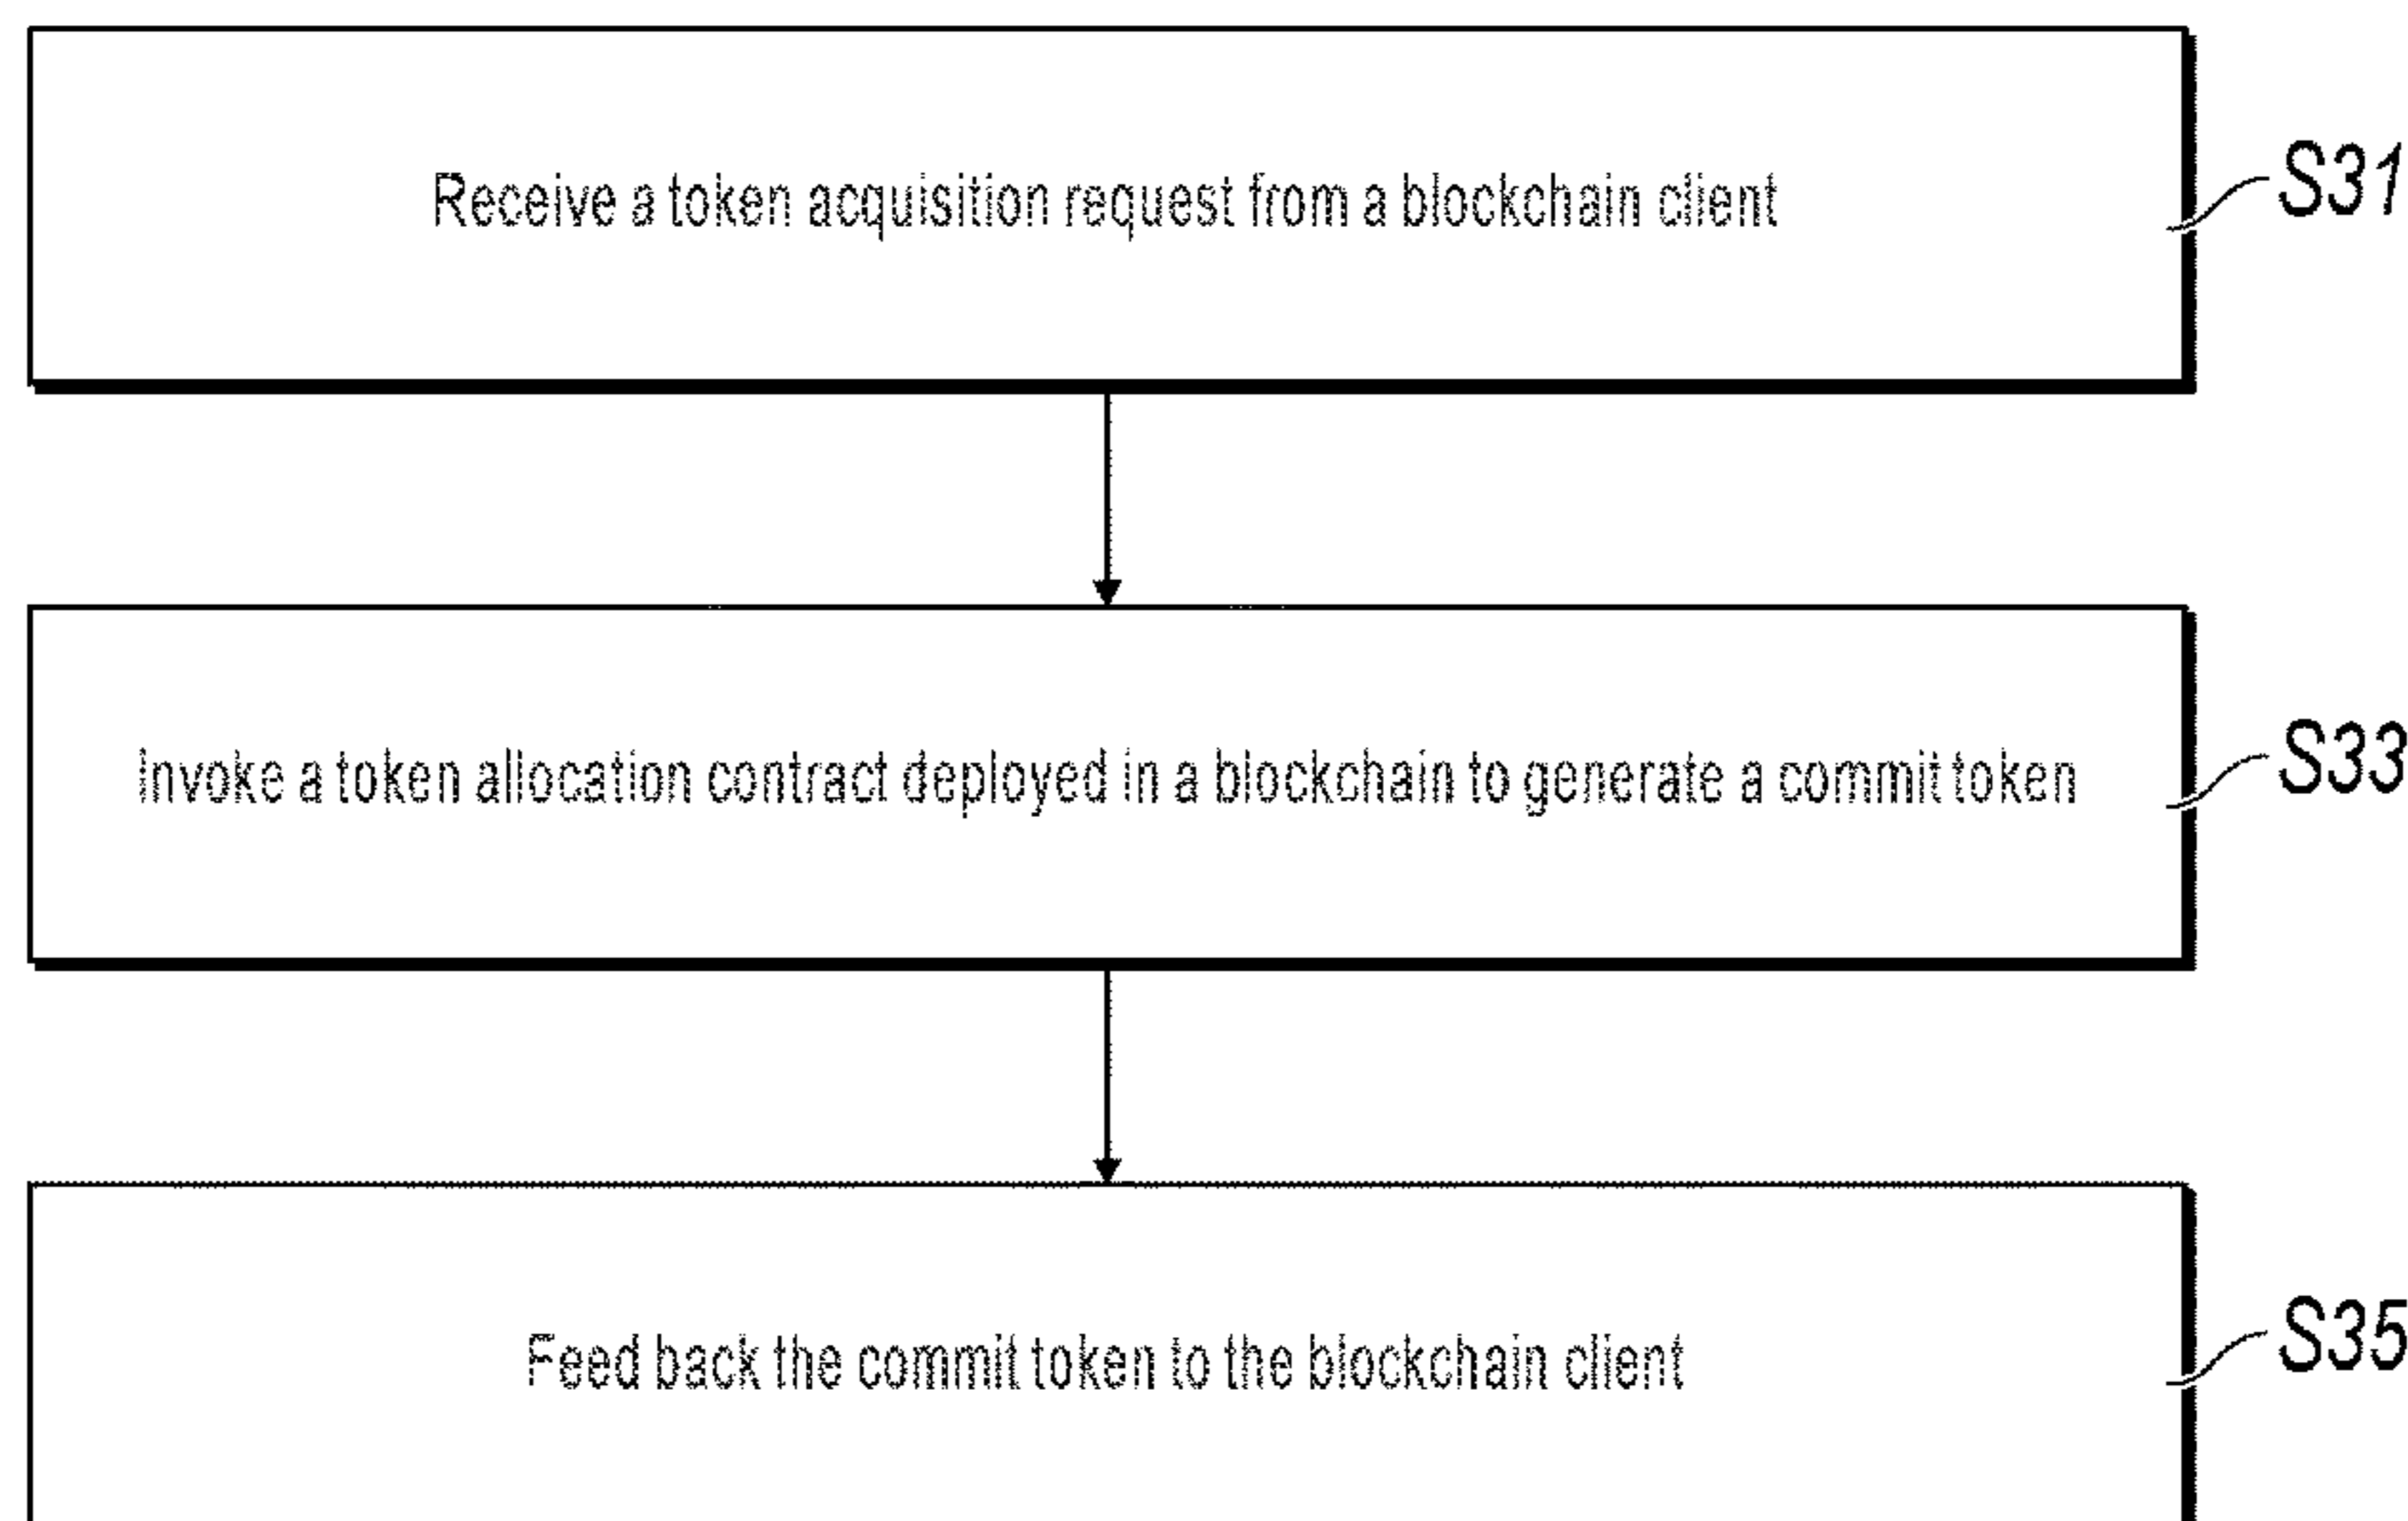 Receive a token acquisition request from a blockchain client
S31
Invoke a token allocation contract deployed in a blockchain to generate a commit token
S33
Feed back the commit token to the blockchain client
S35